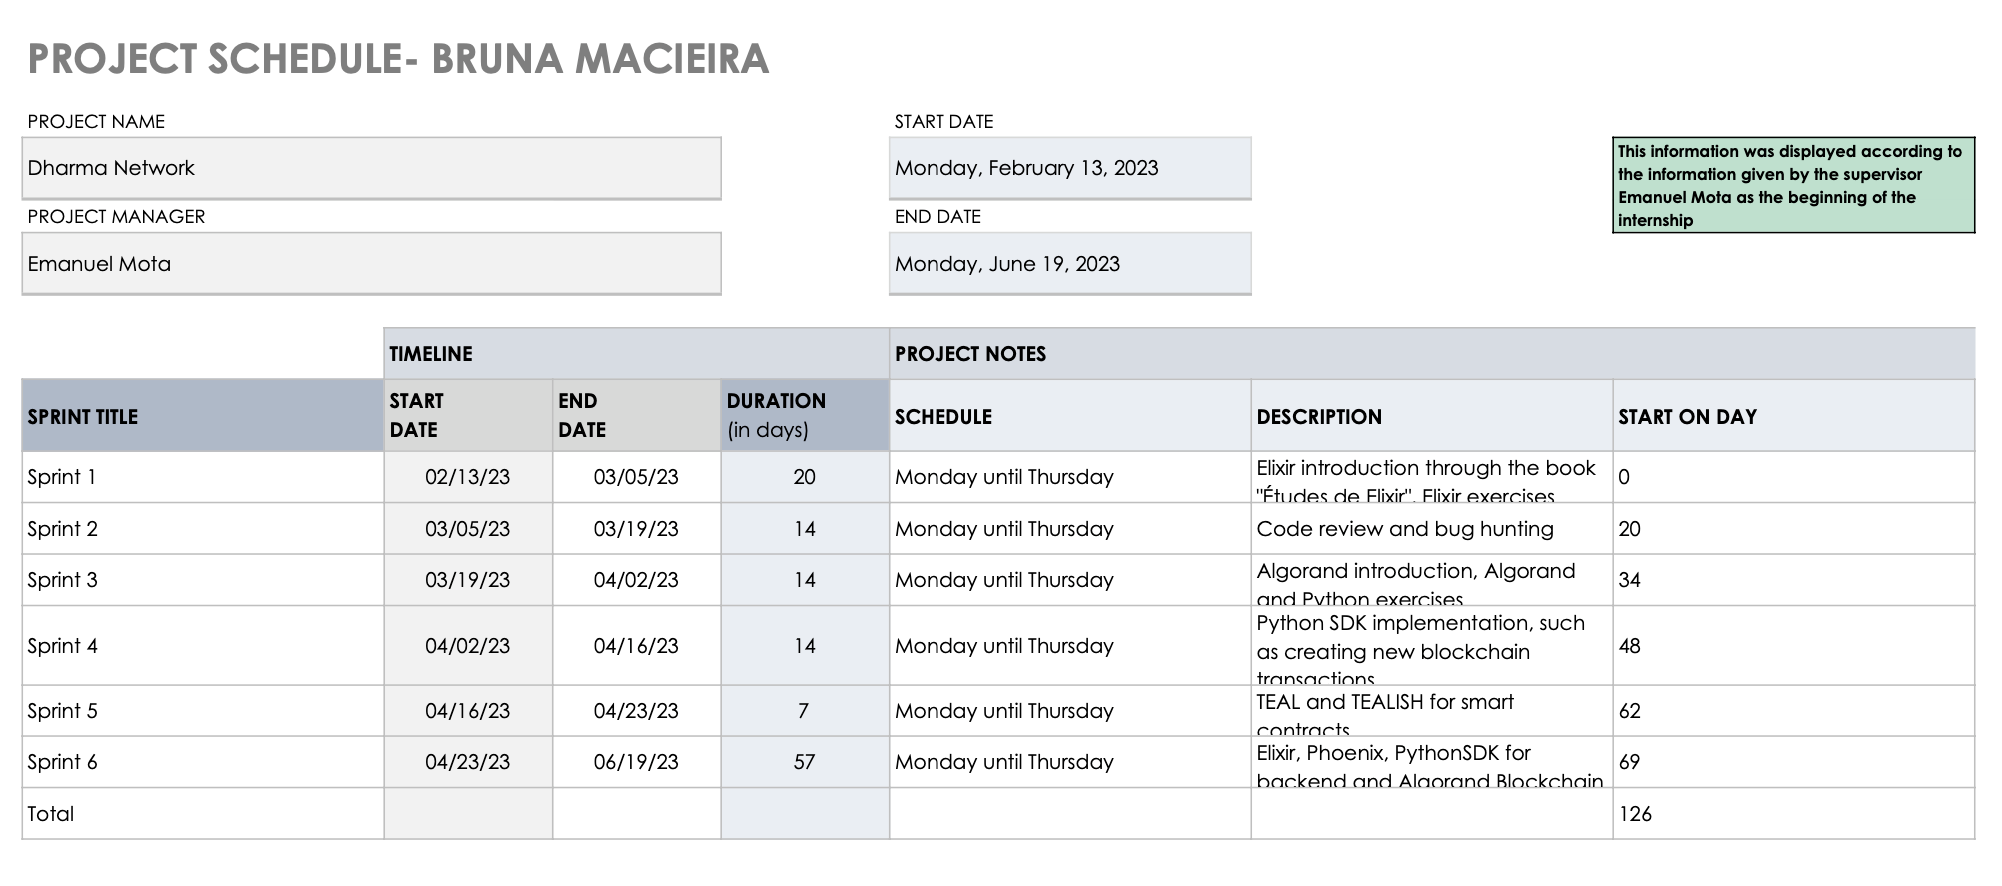 PROJECT SCHEDULE- BRUNA MACIEIRA
PROJECT NAME
START DATE
Dharma Network
Monday, February 13, 2023
This information was displayed according to
the information given by the supervisor
Emanuel Mota as the beginning of the
internship
PROJECT MANAGER
END DATE
Emanuel Mota
Monday, June 19, 2023
TIMELINE
PROJECT NOTES
SPRINT TITLE
START
DATE
END
DATE
DURATION
(in days)
SCHEDULE
DESCRIPTION
START ON DAY
Sprint 1
02/13/23
03/05/23
20
Monday until Thursday
Elixir introduction through the book
"Études de Elixir". Elixir exercises
0
Sprint 2
03/05/23
03/19/23
14
Monday until Thursday
Code review and bug hunting
20
Sprint 3
03/19/23
04/02/23
14
Monday until Thursday
Algorand introduction, Algorand
and Python exercises
34
Sprint 4
04/02/23
04/16/23
14
Monday until Thursday
Python SDK implementation, such
as creating new blockchain
transactions
48
Sprint 5
04/16/23
04/23/23
7
Monday until Thursday
TEAL and TEALISH for smart
contracts
62
Sprint 6
04/23/23
06/19/23
57
Monday until Thursday
Elixir, Phoenix, PythonSDK for
backend and Algorand Blockchain
69
Total
126